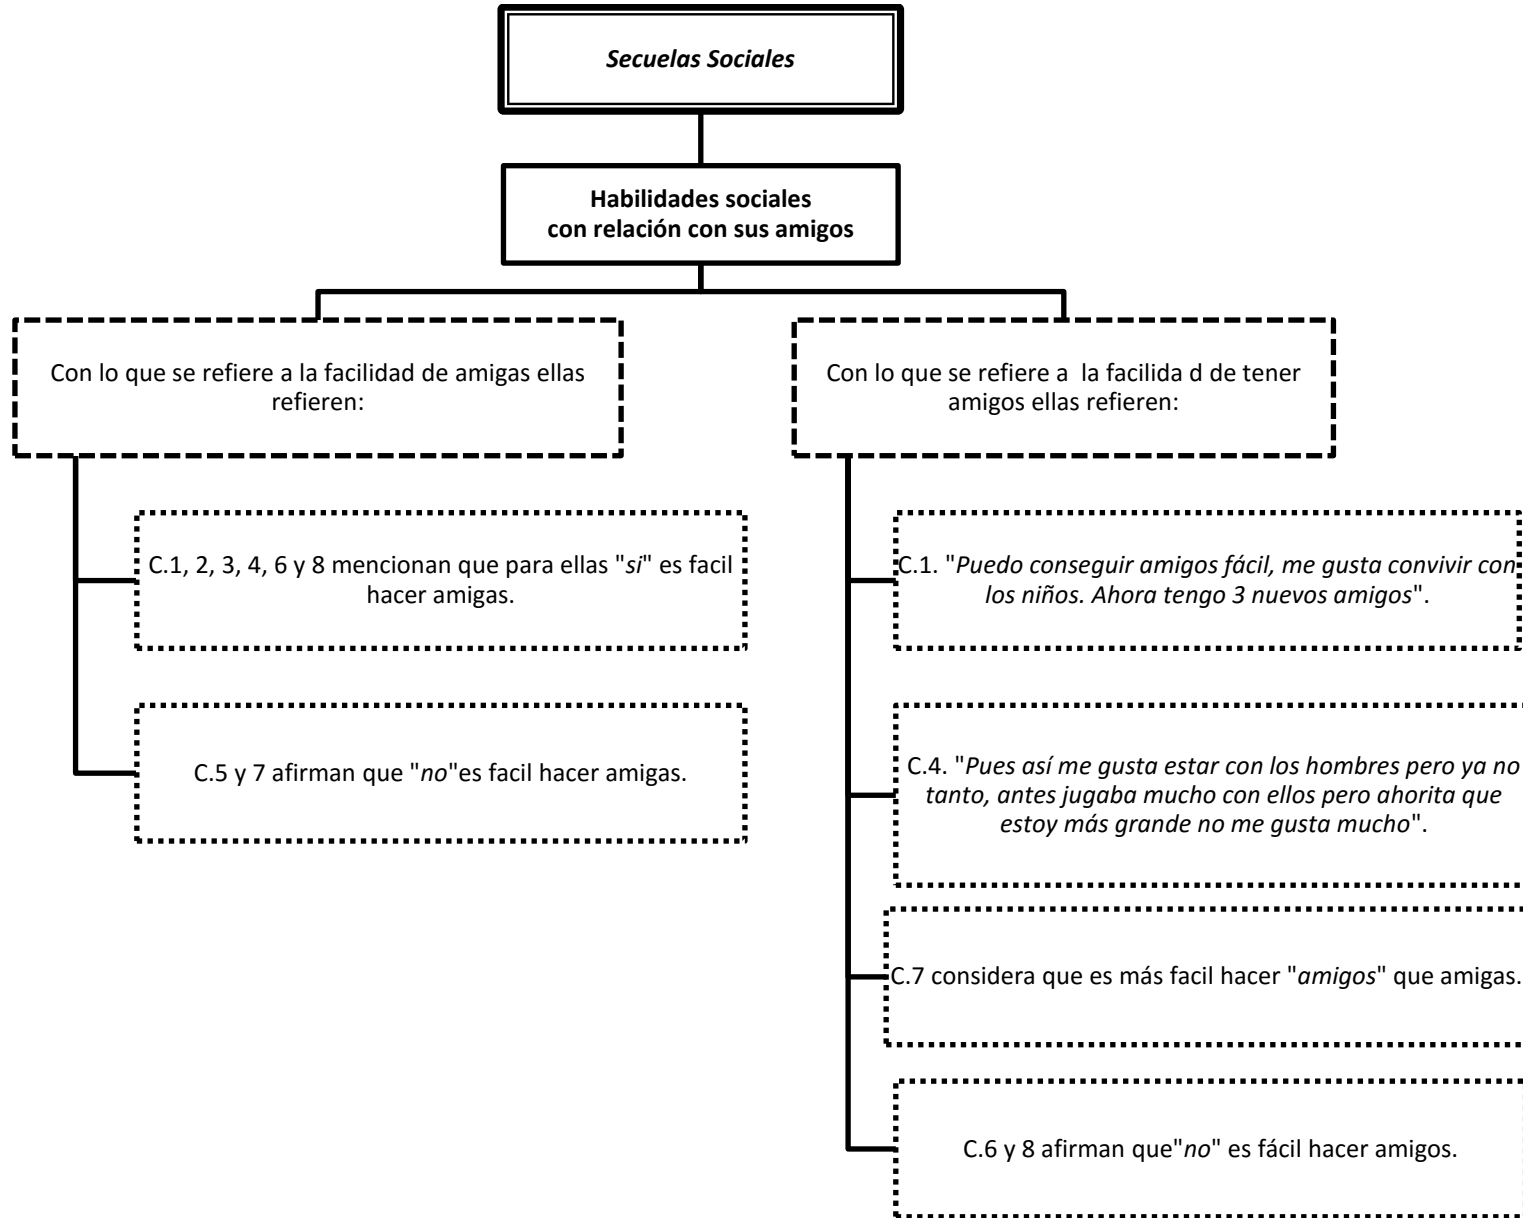 Secuelas Sociales
Habilidades sociales
con relación con sus amigos
Con lo que se refiere a la facilidad de amigas ellas
refieren:
C.1, 2, 3, 4, 6 y 8 mencionan que para ellas "si" es facil
hacer amigas.
C.5 y 7 afirman que "no"es facil hacer amigas.
Con lo que se refiere a  la facilida d de tener
amigos ellas refieren:
C.1. "Puedo conseguir amigos fácil, me gusta convivir con
los niños. Ahora tengo 3 nuevos amigos".
C.4. "Pues así me gusta estar con los hombres pero ya no
tanto, antes jugaba mucho con ellos pero ahorita que
estoy más grande no me gusta mucho".
C.7 considera que es más facil hacer "amigos" que amigas.
C.6 y 8 afirman que"no" es fácil hacer amigos.